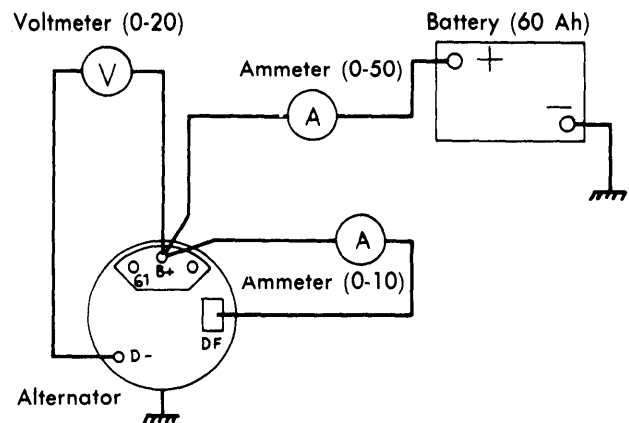 Voltmeter (0-20)
Battery (60 Ah)
Ammeter (0-50)
V
+
A
−
A
B+
61
Ammeter (0-10)
DF
D-
Alternator